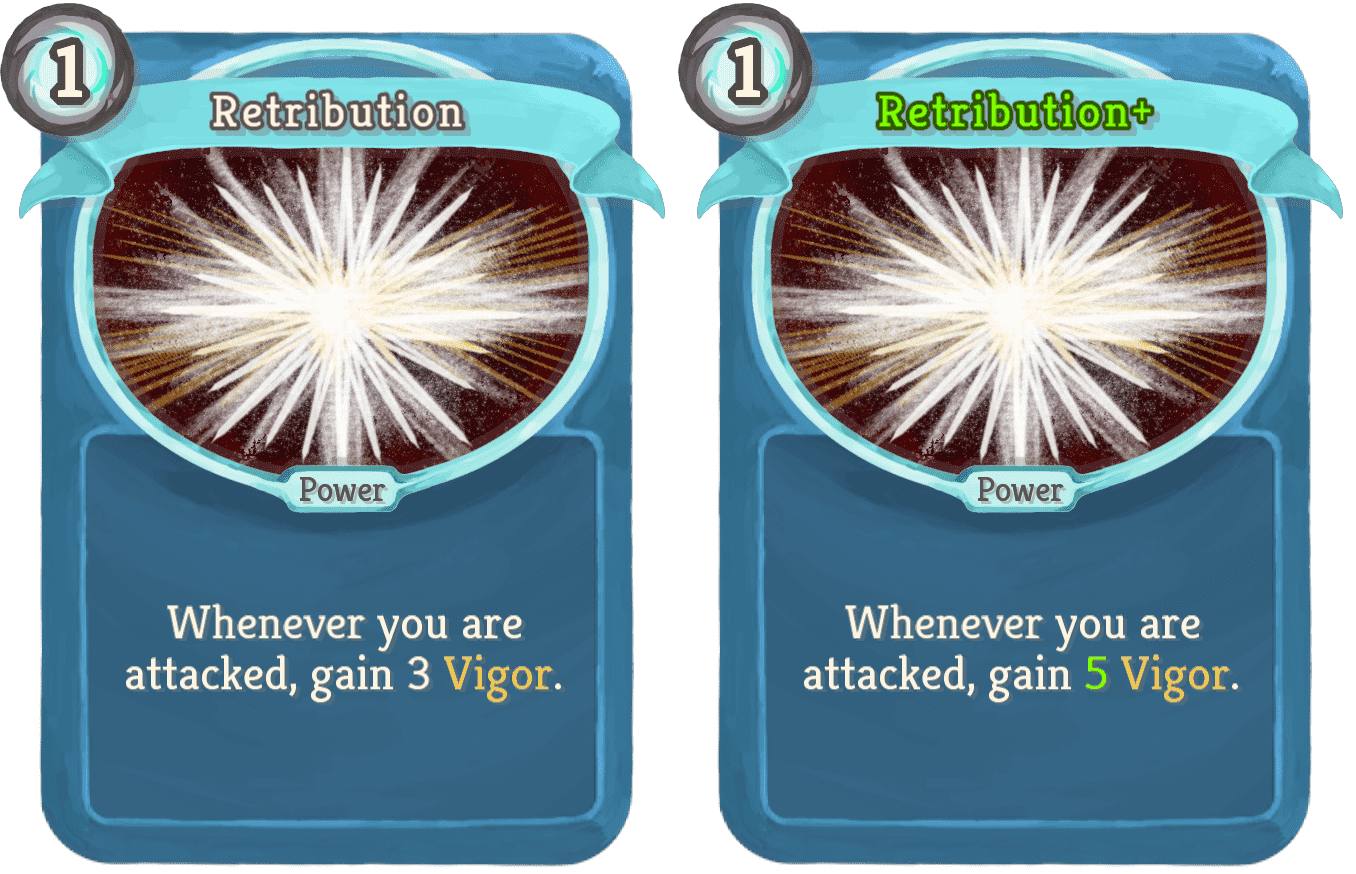 1
Retribution
Power
Whenever you are
attacked, gain 3 Vigor.
1
Retribution+
Power
Whenever you are
attacked, gain 5 Vigor.